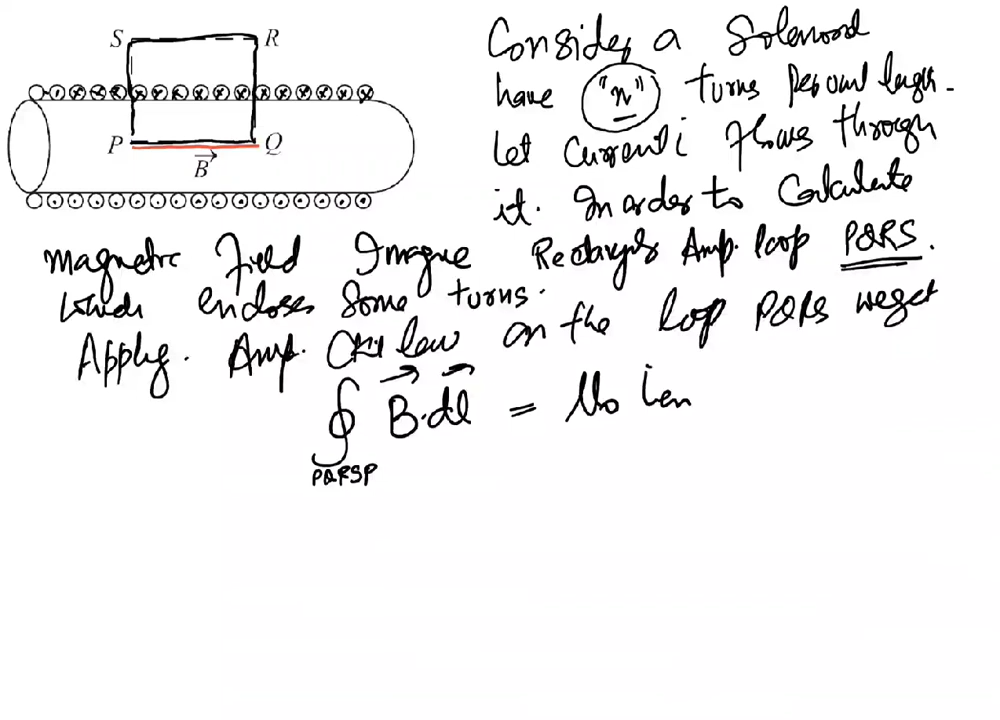 S R
P Q
B
Consider a Solenoid
have "n" turns per unit length.
Let Current i flows through
it. In order to Calculate
magnetic Field Imagine Rectangle Amp. loop PQRS.
which encloses Some turns.
Applyg. Amp. Ckt law on the loop PQRS we get
∮ B⃗.dl⃗ = μ₀ ien
PQRSP